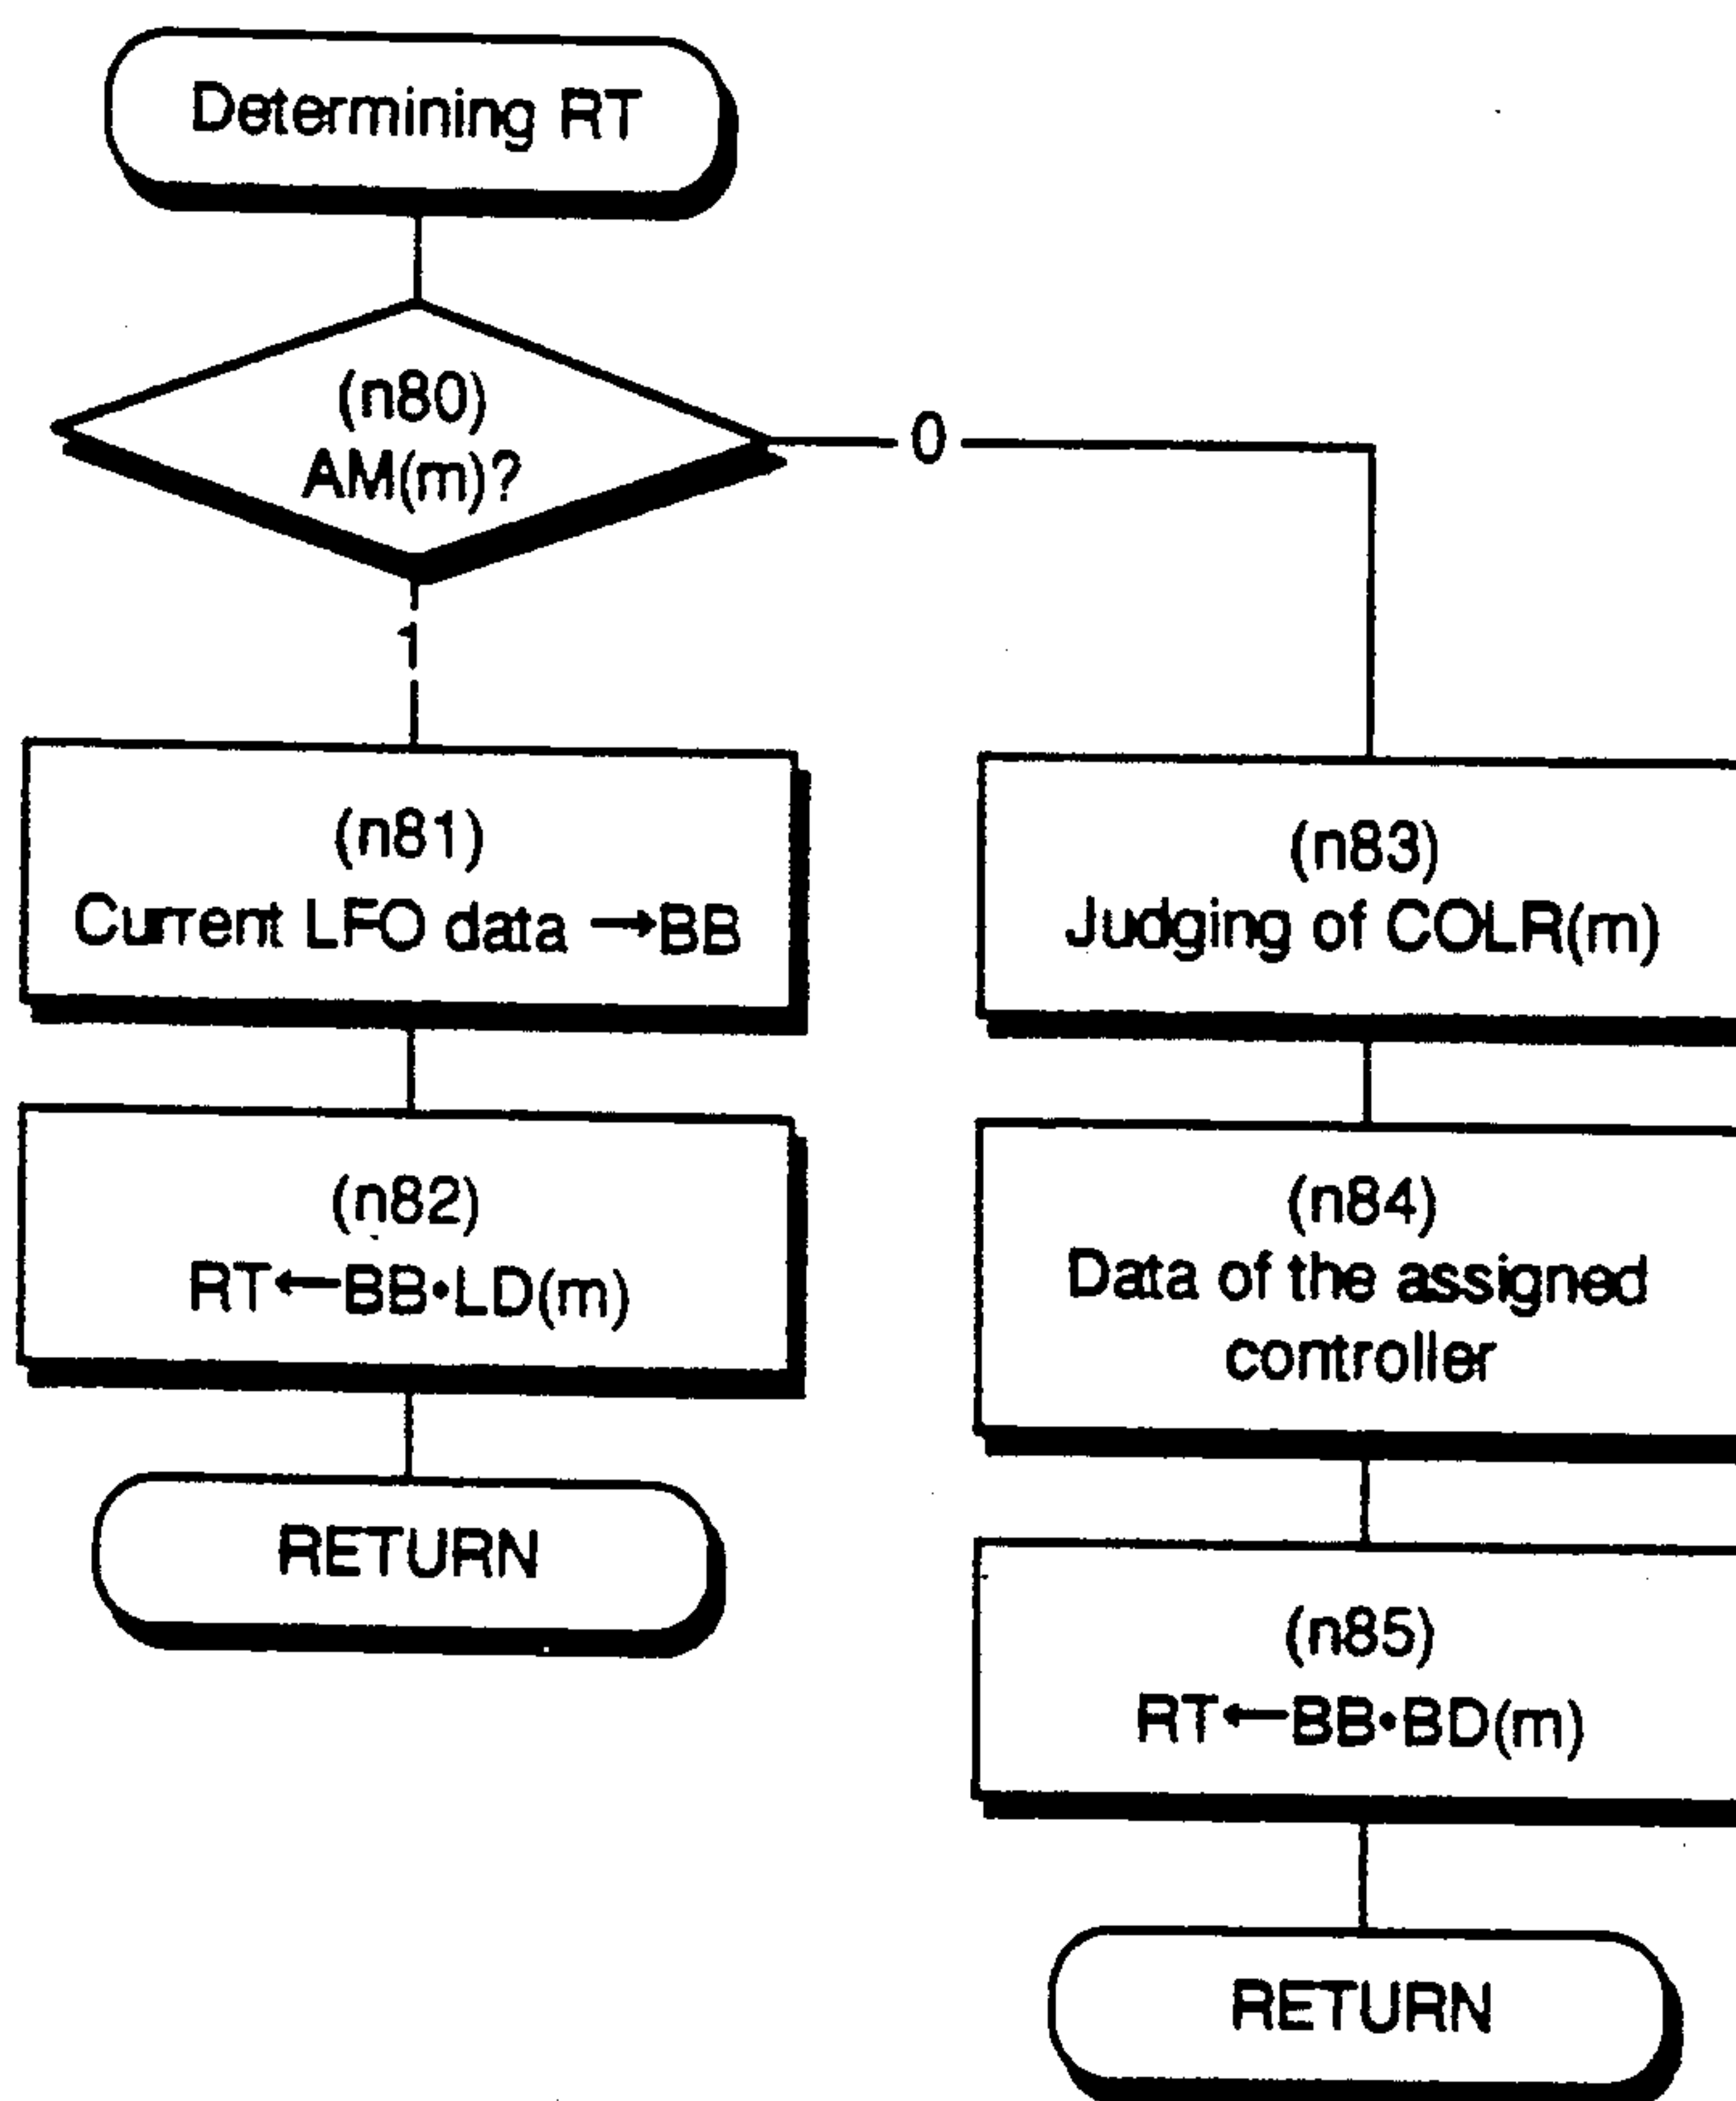 Determining RT
(n80)
AM(m)?
0
1
(n81)
Current LFO data →BB
(n82)
RT←BB•LD(m)
RETURN
(n83)
Judging of COLR(m)
(n84)
Data of the assigned
controller
(n85)
RT←BB•BD(m)
RETURN